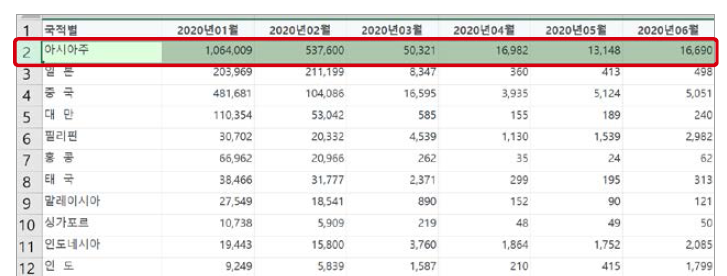 1 국적별 2020년01월 2020년02월 2020년03월 2020년04월 2020년05월 2020년06월
2 아시아주 1,064,009 537,600 50,321 16,982 13,148 16,690
3 일 본 203,969 211,199 8,347 360 413 498
4 중 국 481,681 104,086 16,595 3,935 5,124 5,051
5 대 만 110,354 53,042 585 155 189 240
6 필리핀 30,702 20,332 4,539 1,130 1,539 2,982
7 홍 콩 66,962 20,966 262 35 24 62
8 태 국 38,466 31,777 2,371 299 195 313
9 말레이시아 27,549 18,541 890 152 90 121
10 싱가포르 10,738 5,909 219 48 49 50
11 인도네시아 19,443 15,800 3,760 1,864 1,752 2,085
12 인 도 9,249 5,839 1,587 210 415 1,799